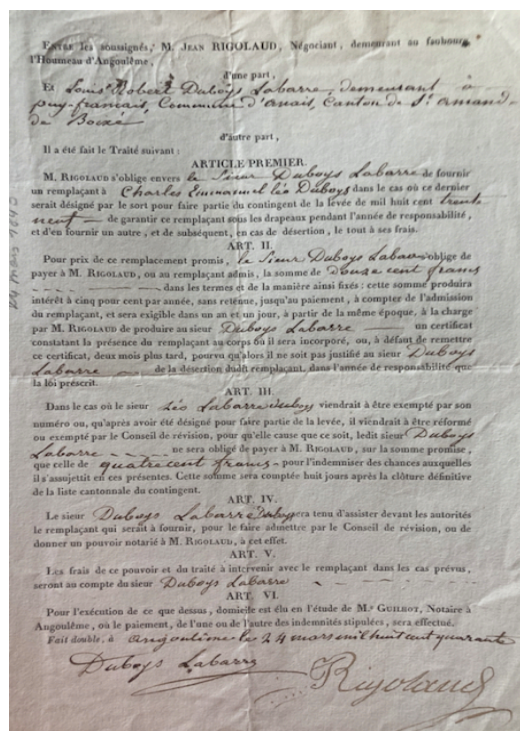 ENTRE les soussignés, M. JEAN RIGOLAUD, Négociant, demeurant au faubourg
l'Houmeau d'Angoulême,
d'une part,
Et Louis Robert Duboys Labarre, demeurant à
puy-français, Commune d'anais, Canton de St amand-
de Boixe
d'autre part,
Il a été fait le Traité suivant :
ARTICLE PREMIER.
M. RIGOLAUD s'oblige envers le Sieur Duboys Labarre de fournir
un remplaçant à Charles Emmanuel Léo Duboys dans le cas où ce dernier
serait désigné par le sort pour faire partie du contingent de la levée de mil huit cent trente
neuf — de garantir ce remplaçant sous les drapeaux pendant l'année de responsabilité,
et d'en fournir un autre, et de subséquent, en cas de désertion, le tout à ses frais.
ART. II.
Pour prix de ce remplacement promis, le Sieur Duboys Labarre s'oblige de
payer à M. RIGOLAUD, ou au remplaçant admis, la somme de Douze cent francs
dans les termes et de la manière ainsi fixés : cette somme produira
intérêt à cinq pour cent par année, sans retenue, jusqu'au paiement, à compter de l'admission
du remplaçant, et sera exigible dans un an et un jour, à partir de la même époque, à la charge
par M. RIGOLAUD de produire au sieur Duboys Labarre — un certificat
constatant la présence du remplaçant au corps où il sera incorporé, ou, à défaut de remettre
ce certificat, deux mois plus tard, pourvu qu'alors il ne soit pas justifié au sieur Duboys
Labarre — de la désertion dudit remplaçant, dans l'année de responsabilité que
la loi prescrit.
ART. III.
Dans le cas où le sieur Léo Labarre Duboys viendrait à être exempté par son
numéro ou, qu'après avoir été désigné pour faire partie de la levée, il viendrait à être réformé
ou exempté par le Conseil de révision, pour qu'elle cause que ce soit, ledit sieur Duboys
Labarre - - - ne sera obligé de payer à M. RIGOLAUD, sur la somme promise,
que celle de quatre cent francs - pour l'indemniser des chances auxquelles
il s'assujetit en ces présentes. Cette somme sera comptée huit jours après la clôture définitive
de la liste cantonnale du contingent.
ART. IV.
Le sieur Duboys Labarre sera tenu d'assister devant les autorités
le remplaçant qui serait à fournir, pour le faire admettre par le Conseil de révision, ou de
donner un pouvoir notarié à M. RIGOLAUD, à cet effet.
ART. V.
Les frais de ce pouvoir et du traité à intervenir avec le remplaçant dans les cas prévus,
seront au compte du sieur Duboys Labarre
ART. VI.
Pour l'exécution de ce que dessus, domicile est élu en l'étude de Me GUILHOT, Notaire à
Angoulême, où le paiement, de l'une ou de l'autre des indemnités stipulées, sera effectué.
Fait double, à angoulême le 24 mars mil huit cent quarante
Duboys Labarre
Rigolaud
24 mars 1840